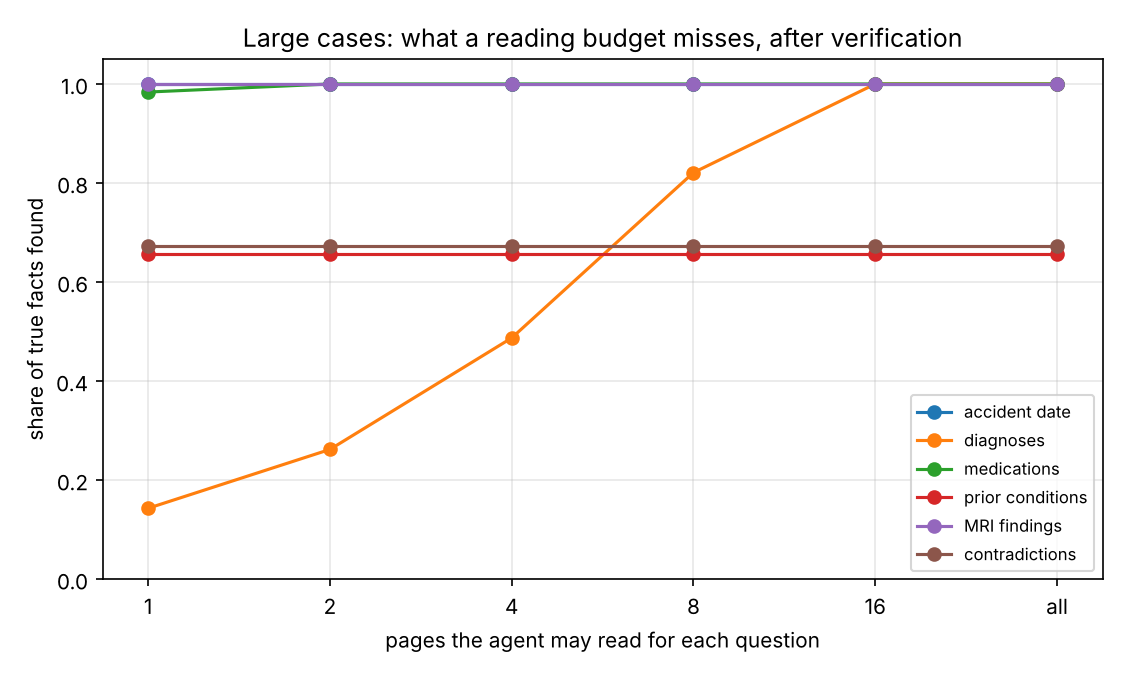 Large cases: what a reading budget misses, after verification
share of true facts found
1.0
0.8
0.6
0.4
0.2
0.0
1 2 4 8 16 all
pages the agent may read for each question
accident date
diagnoses
medications
prior conditions
MRI findings
contradictions